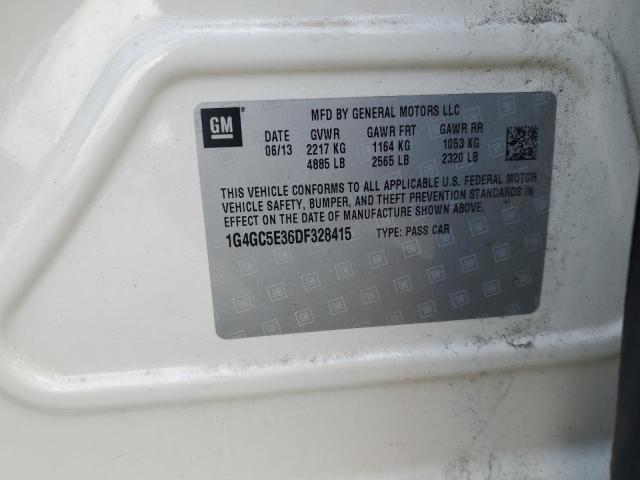 GM
MFD BY GENERAL MOTORS LLC
DATE GVWR GAWR FRT GAWR RR
06/13 2217 KG 1164 KG 1053 KG
4885 LB 2565 LB 2320 LB
THIS VEHICLE CONFORMS TO ALL APPLICABLE U.S. FEDERAL MOTOR
VEHICLE SAFETY, BUMPER, AND THEFT PREVENTION STANDARDS IN
EFFECT ON THE DATE OF MANUFACTURE SHOWN ABOVE.
1G4GC5E36DF328415 TYPE: PASS CAR